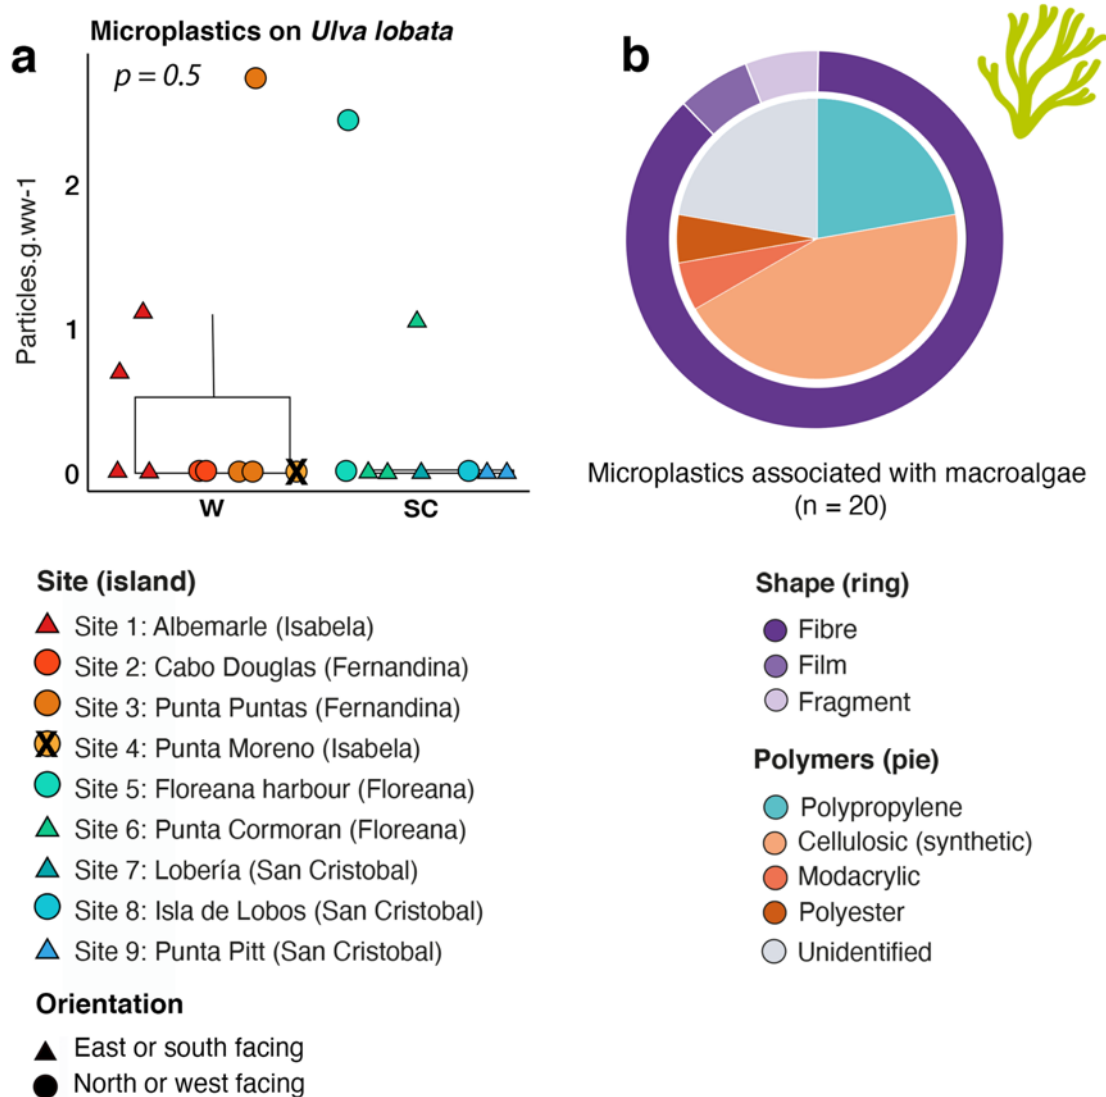 Microplastics on Ulva lobata
a
p = 0.5
Particles.g.ww-1
2
1
0
W
SC
b
Microplastics associated with macroalgae
(n = 20)
Site (island)
Site 1: Albemarle (Isabela)
Site 2: Cabo Douglas (Fernandina)
Site 3: Punta Puntas (Fernandina)
X Site 4: Punta Moreno (Isabela)
Site 5: Floreana harbour (Floreana)
Site 6: Punta Cormoran (Floreana)
Site 7: Lobería (San Cristobal)
Site 8: Isla de Lobos (San Cristobal)
Site 9: Punta Pitt (San Cristobal)
Orientation
East or south facing
North or west facing
Shape (ring)
Fibre
Film
Fragment
Polymers (pie)
Polypropylene
Cellulosic (synthetic)
Modacrylic
Polyester
Unidentified